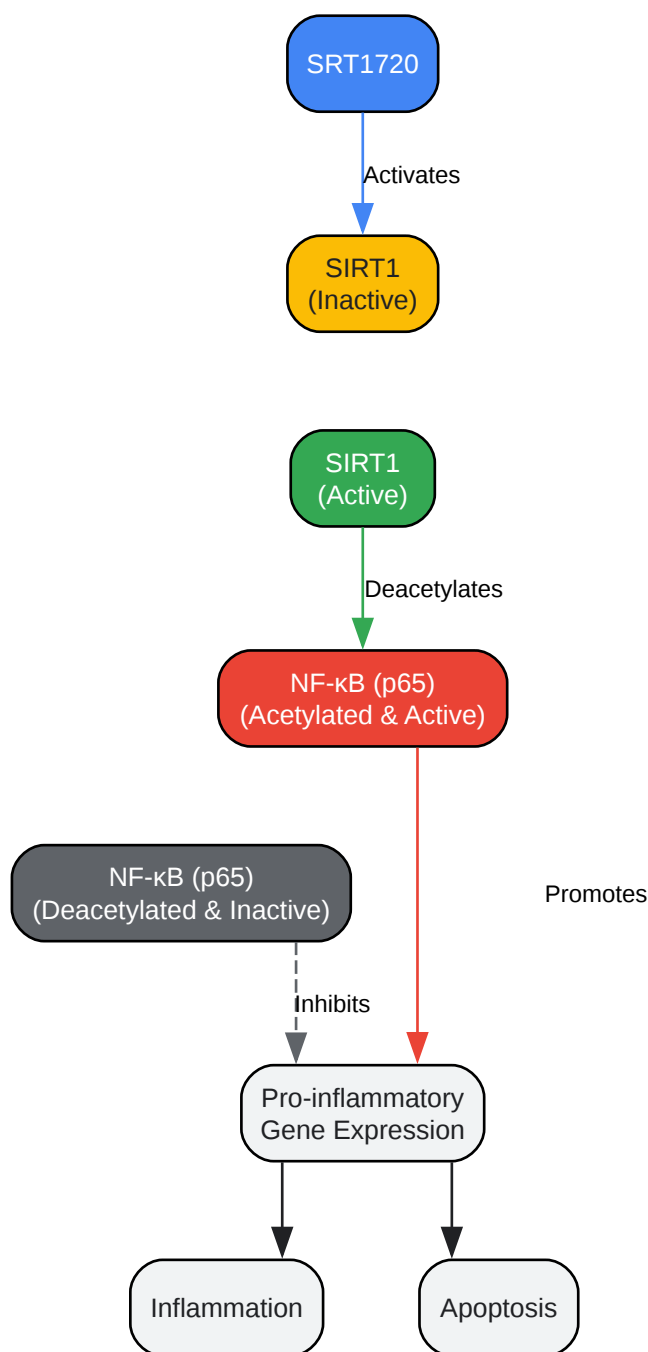 SRT1720
Activates
SIRT1
(Inactive)
SIRT1
(Active)
Deacetylates
NF-κB (p65)
(Acetylated & Active)
NF-κB (p65)
(Deacetylated & Inactive)
Promotes
Inhibits
Pro-inflammatory
Gene Expression
Inflammation
Apoptosis